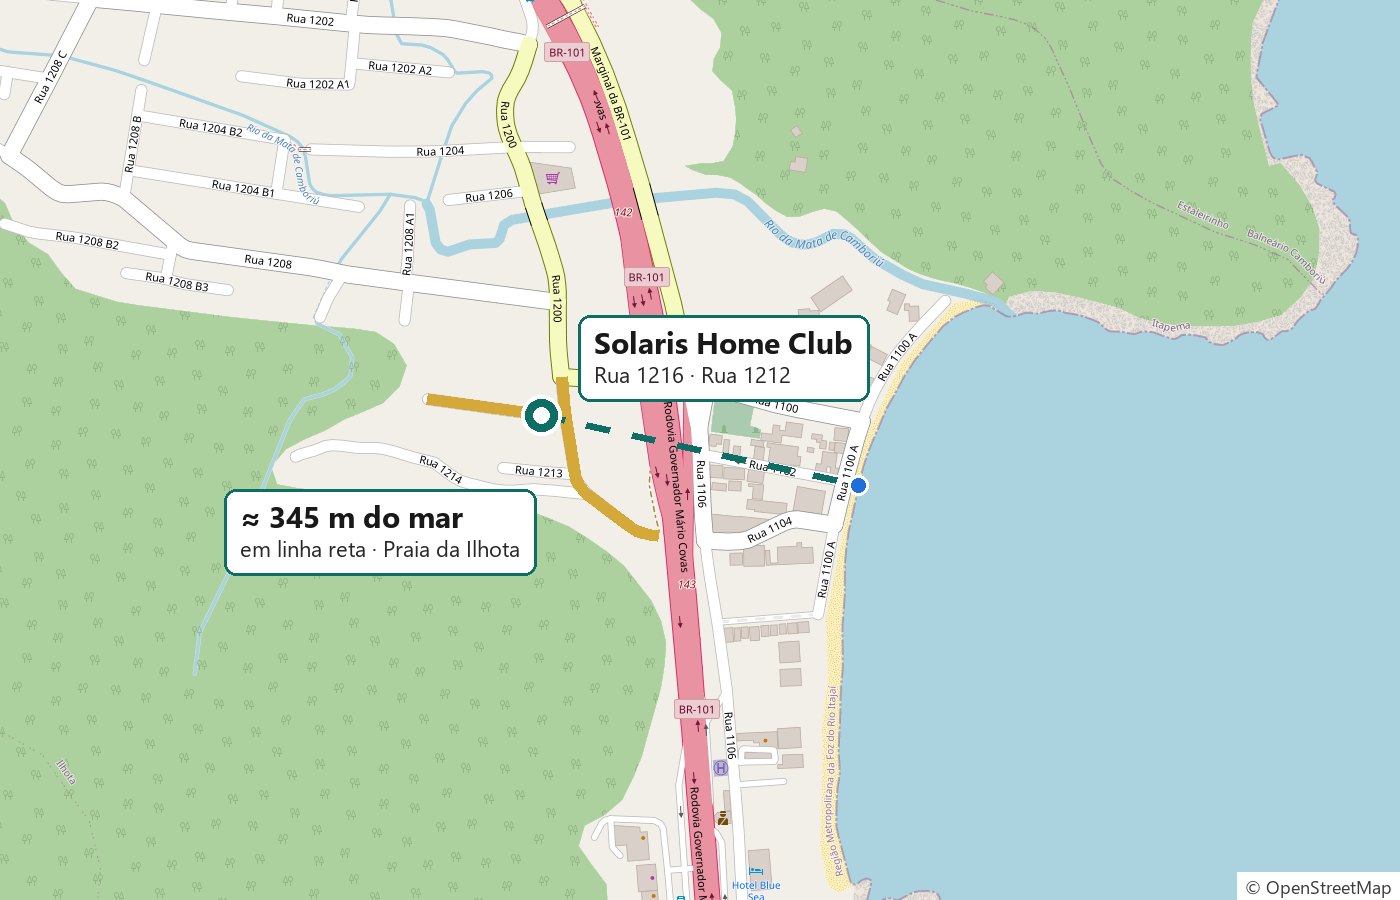 Rua 1202
BR-101
Marginal da BR-101
Rua 1208 C
Rua 1202 A2
Rua 1202 A1
vas
Rua 1200
Rua 1204 B2
Rio da Mata de Camboriú
Rua 1208 B
Rua 1204
Rua 1204 B1
Rua 1206
142
Estaleirinho
Balneário Camboriú
Rua 1208 B2
Rua 1208 A1
Rio da Mata de Camboriú
Rua 1208
Rua 1208 B3
BR-101
Rua 1200
Itapema
Solaris Home Club
Rua 1216 · Rua 1212
Rua 1100 A
Rua 1100
Rodovia Governador Mário Covas
Rua 1214
Rua 1213
Rua 1106
Rua 1102
Rua 1100 A
≈ 345 m do mar
em linha reta · Praia da Ilhota
Rua 1104
Rua 1100 A
143
BR-101
Rua 1106
Região Metropolitana da Foz do Rio Itajaí
Ilhota
H
Rodovia Governador M
Hotel Blue
Sea
© OpenStreetMap